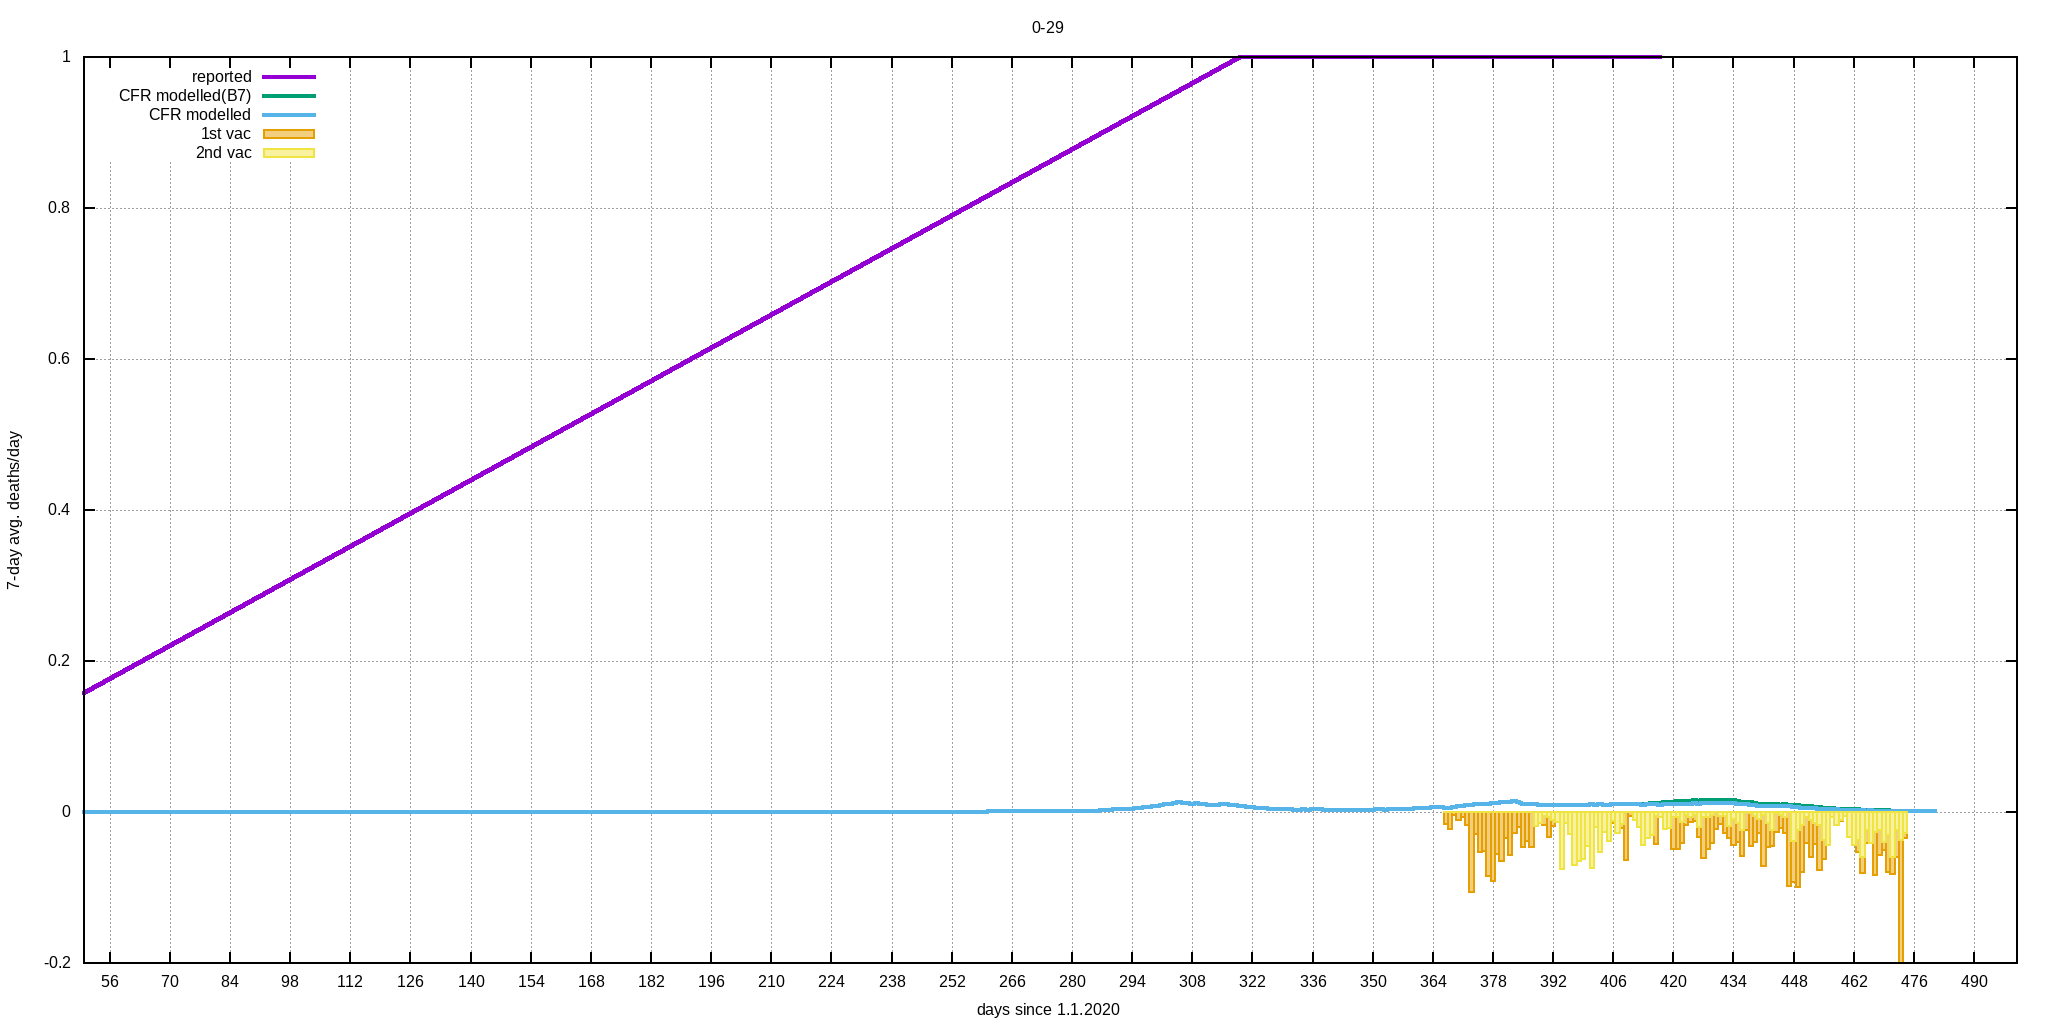 0-29
reported
CFR modelled(B7)
CFR modelled
1st vac
2nd vac
1
0.8
0.6
0.4
0.2
0
-0.2
7-day avg. deaths/day
56 70 84 98 112 126 140 154 168 182 196 210 224 238 252 266 280 294 308 322 336 350 364 378 392 406 420 434 448 462 476 490
days since 1.1.2020